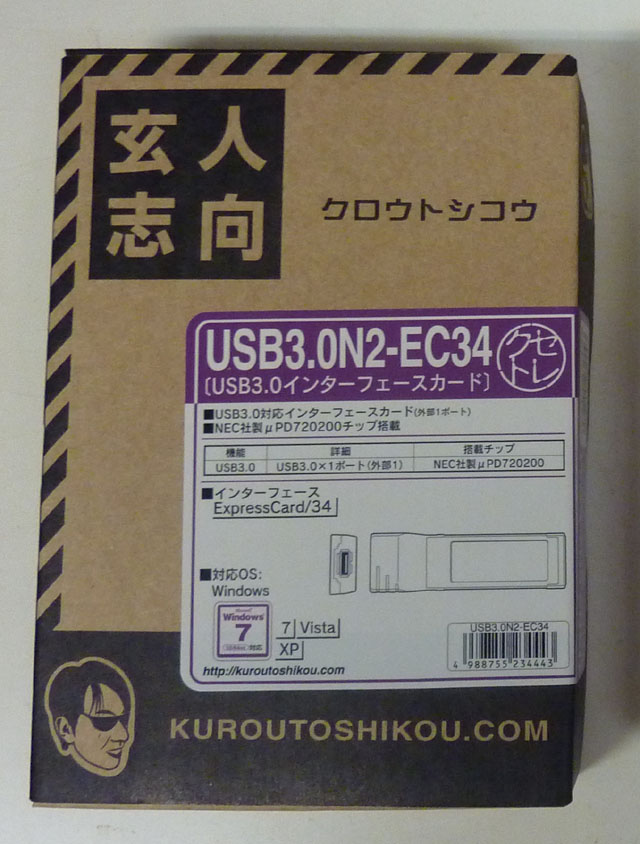 玄人
志向
クロウトシコウ
USB3.0N2-EC34
セレクト
〔USB3.0インターフェースカード〕
■USB3.0対応インターフェースカード(外部1ポート)
■NEC社製μPD720200チップ搭載
機能 詳細 搭載チップ
USB3.0 USB3.0×1ポート(外部1) NEC社製μPD720200
■インターフェース
ExpressCard/34
■対応OS:
Windows
Windows
7
7 Vista
XP
http://kuroutoshikou.com
USB3.0N2-EC34
4 988755 234443
KUROUTOSHIKOU.COM